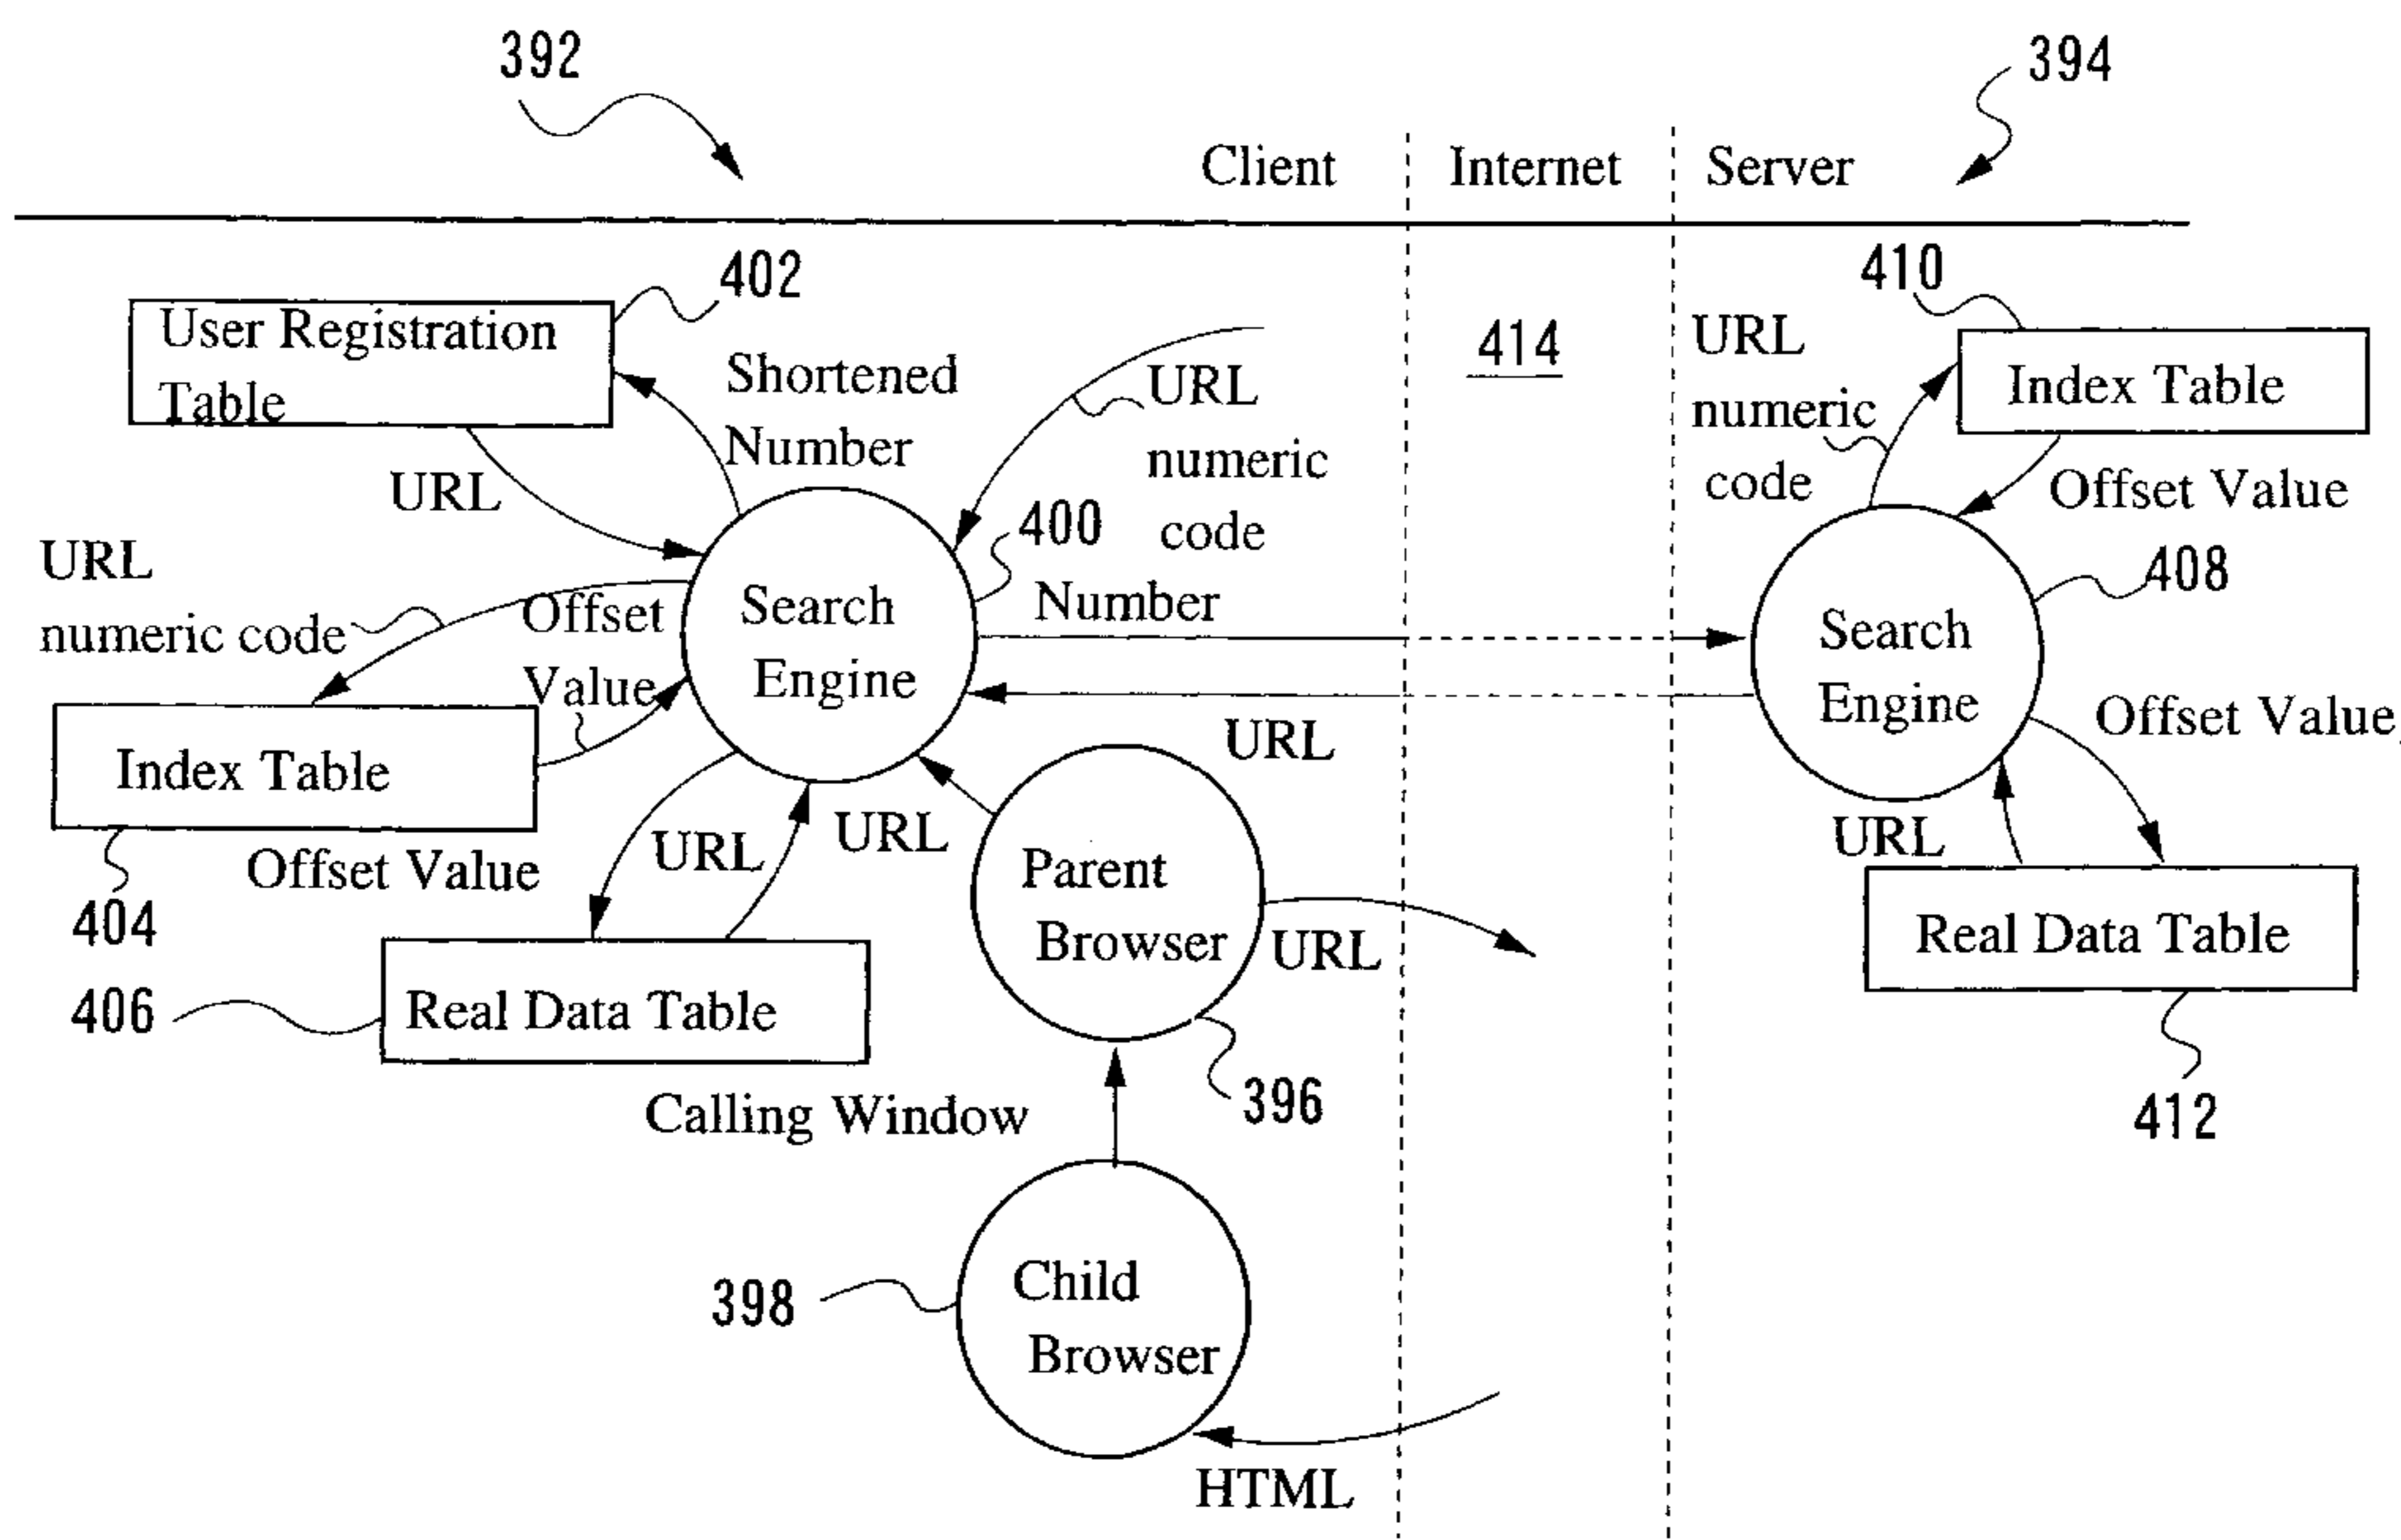 392
394
Client
Internet
Server
402
410
User Registration
Table
Shortened
Number
URL
numeric
code
414
URL
numeric
code
Index Table
Offset Value
URL
400
408
URL
numeric code
Offset
Value
Search
Engine
Number
Search
Engine
Offset Value
URL
Index Table
404
Offset Value
URL
URL
Parent
Browser
URL
URL
Real Data Table
406
Real Data Table
396
412
Calling Window
398
Child
Browser
HTML